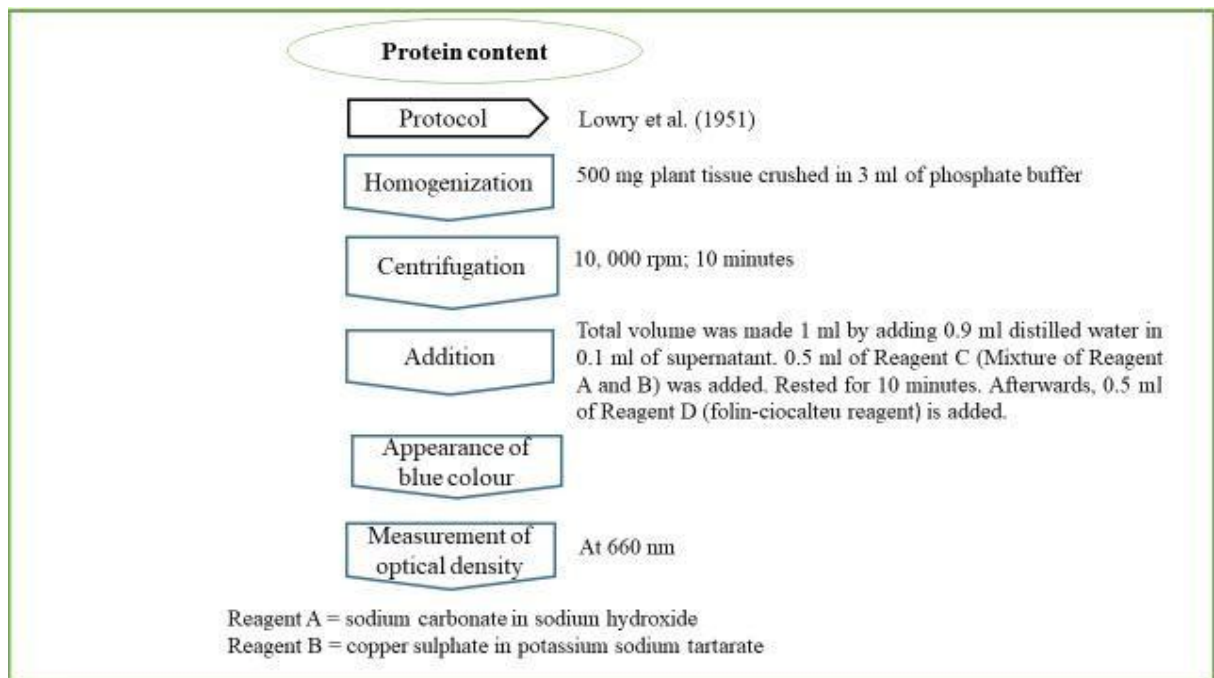 Protein content
Protocol
Lowry et al. (1951)
Homogenization
500 mg plant tissue crushed in 3 ml of phosphate buffer
Centrifugation
10, 000 rpm; 10 minutes
Addition
Total volume was made 1 ml by adding 0.9 ml distilled water in
0.1 ml of supernatant. 0.5 ml of Reagent C (Mixture of Reagent
A and B) was added. Rested for 10 minutes. Afterwards, 0.5 ml
of Reagent D (folin-ciocalteu reagent) is added.
Appearance of
blue colour
Measurement of
optical density
At 660 nm
Reagent A = sodium carbonate in sodium hydroxide
Reagent B = copper sulphate in potassium sodium tartarate